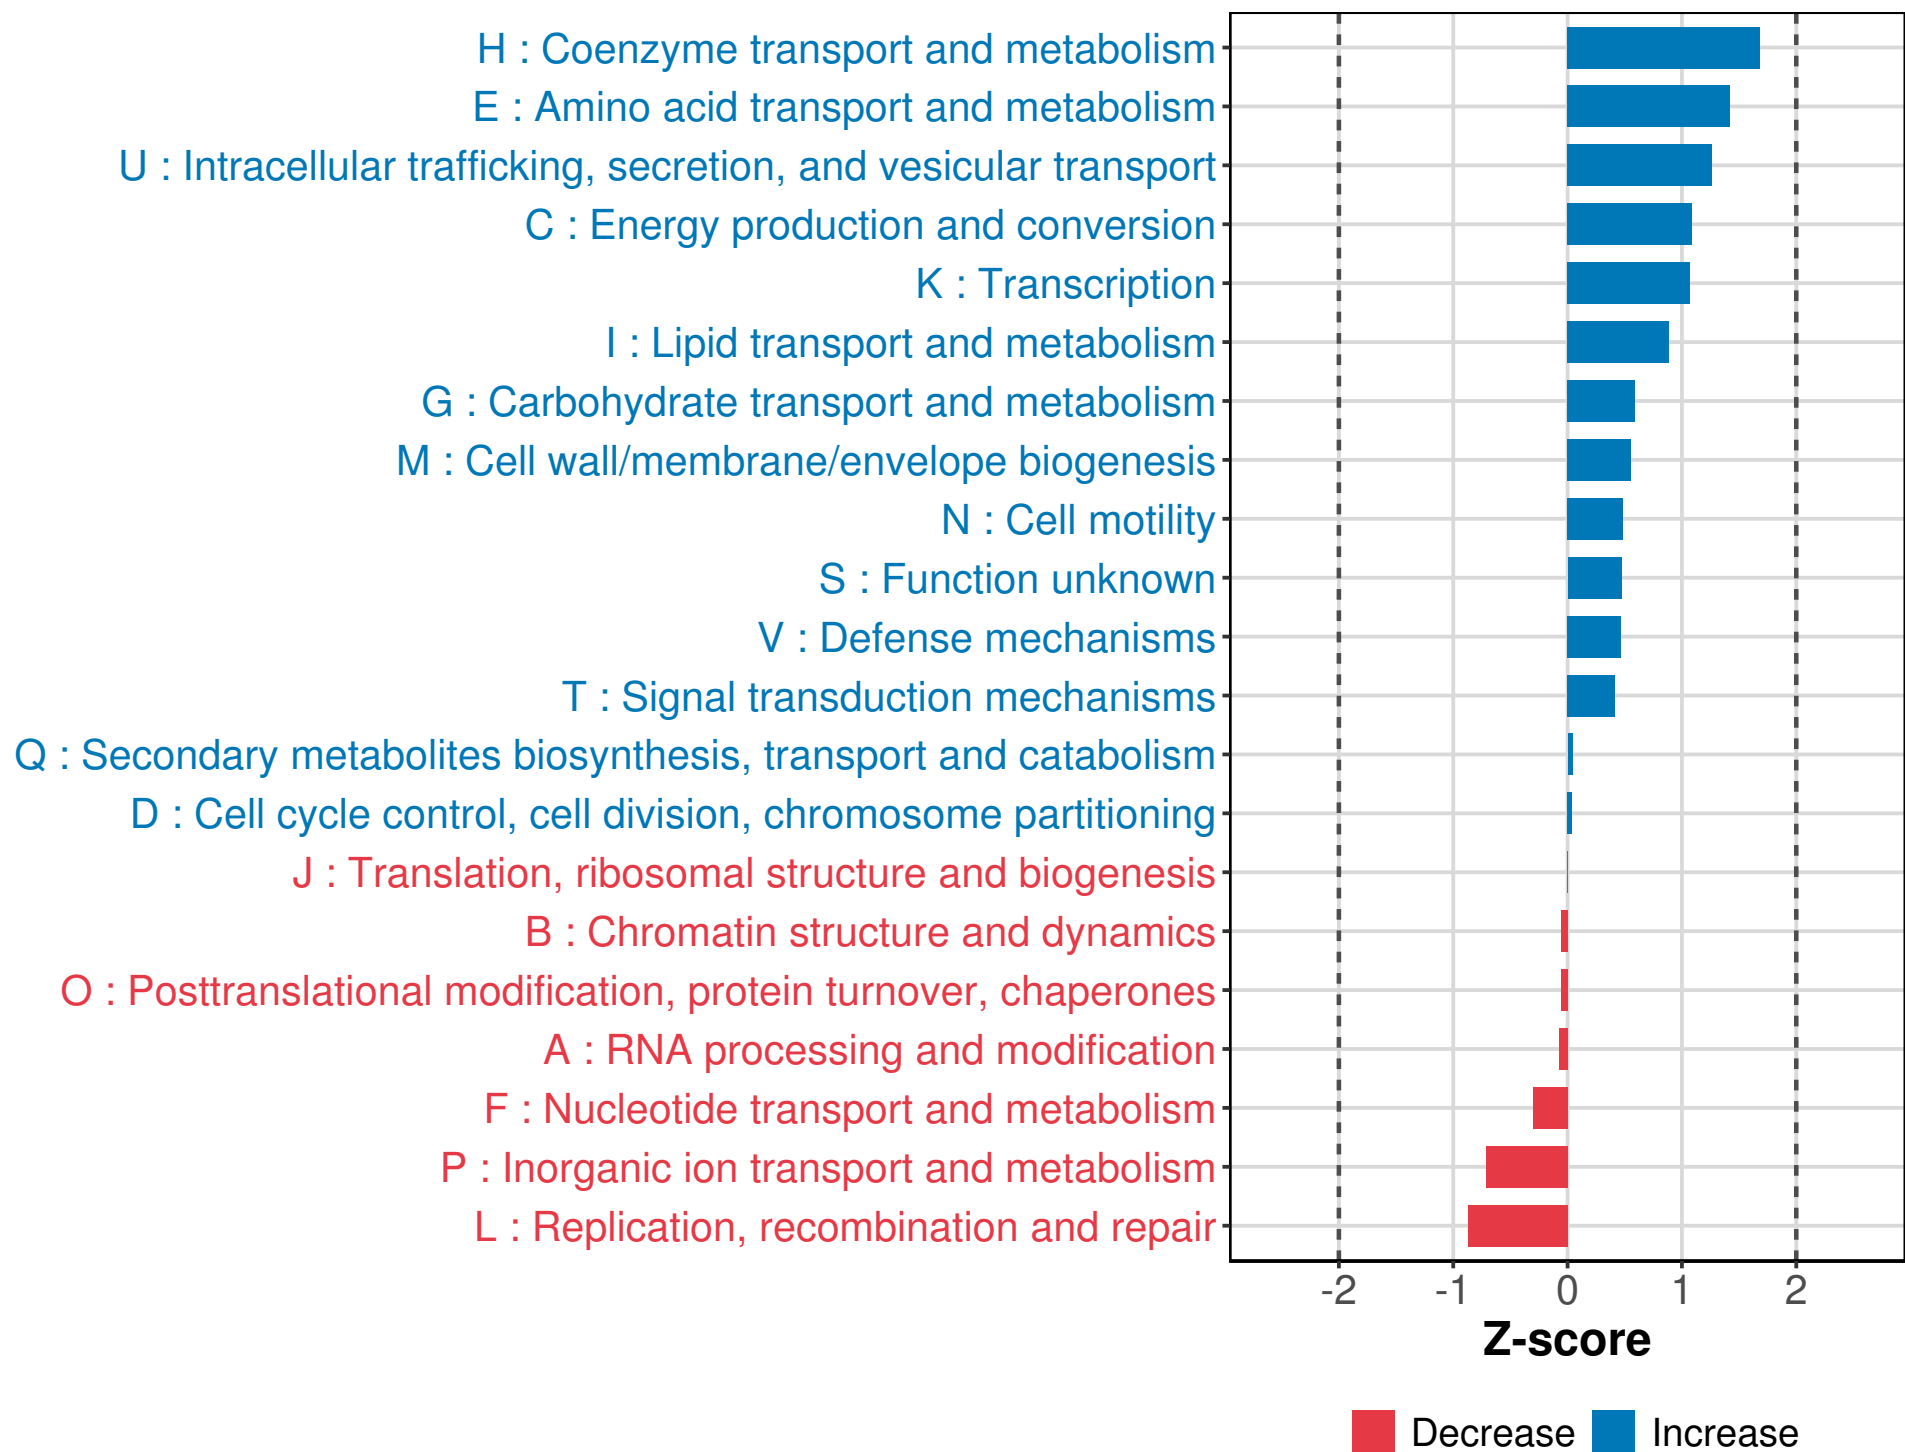 H : Coenzyme transport and metabolism
E : Amino acid transport and metabolism
U : Intracellular trafficking, secretion, and vesicular transport
C : Energy production and conversion
K : Transcription
I : Lipid transport and metabolism
G : Carbohydrate transport and metabolism
M : Cell wall/membrane/envelope biogenesis
N : Cell motility
S : Function unknown
V : Defense mechanisms
T : Signal transduction mechanisms
Q : Secondary metabolites biosynthesis, transport and catabolism
D : Cell cycle control, cell division, chromosome partitioning
J : Translation, ribosomal structure and biogenesis
B : Chromatin structure and dynamics
O : Posttranslational modification, protein turnover, chaperones
A : RNA processing and modification
F : Nucleotide transport and metabolism
P : Inorganic ion transport and metabolism
L : Replication, recombination and repair
-2 -1 0 1 2
Z-score
Decrease Increase